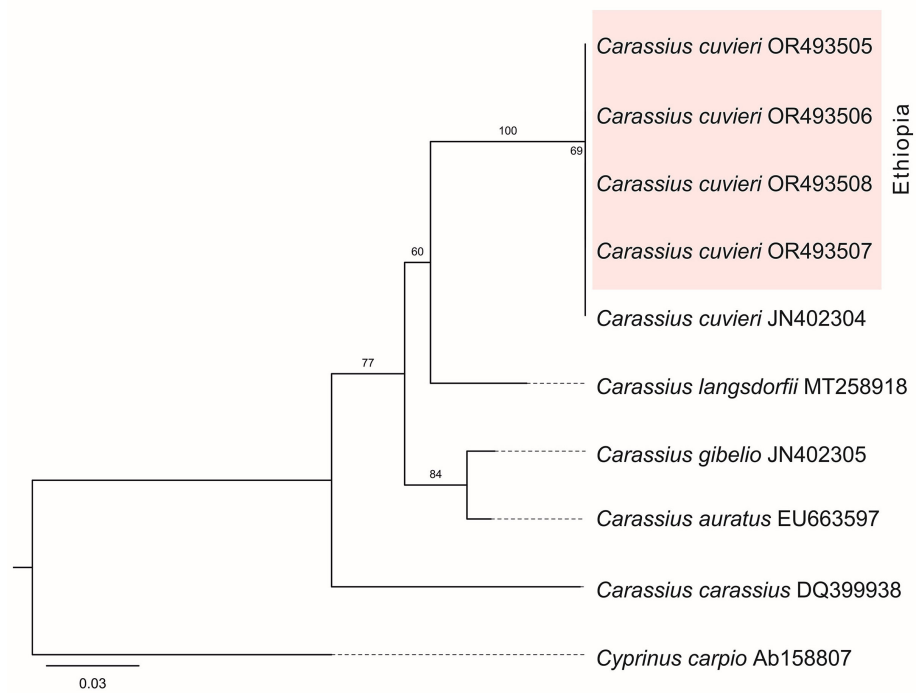 Carassius cuvieri OR493505
Carassius cuvieri OR493506
100
69
Carassius cuvieri OR493508
Ethiopia
Carassius cuvieri OR493507
60
Carassius cuvieri JN402304
77
Carassius langsdorfii MT258918
Carassius gibelio JN402305
84
Carassius auratus EU663597
Carassius carassius DQ399938
Cyprinus carpio Ab158807
0.03